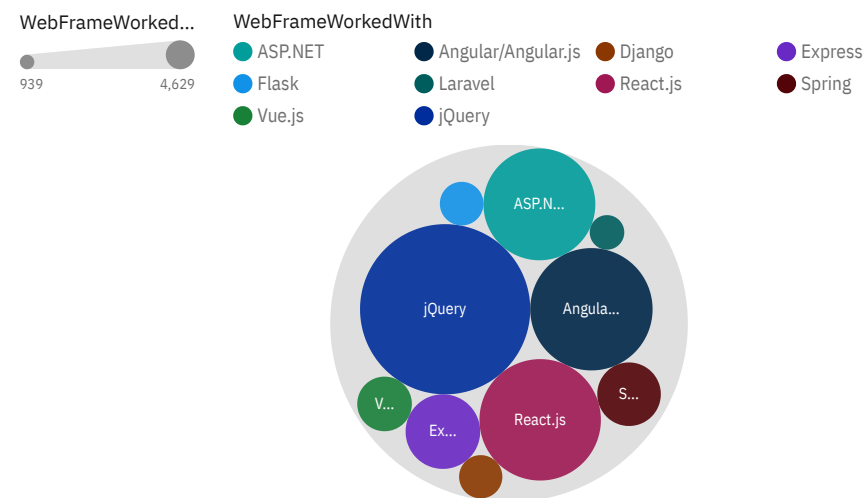 WebFrameWorked...
939 4,629
WebFrameWorkedWith
ASP.NET Angular/Angular.js Django Express
Flask Laravel React.js Spring
Vue.js jQuery
ASP.N...
jQuery Angula...
S...
V...
React.js
Ex...